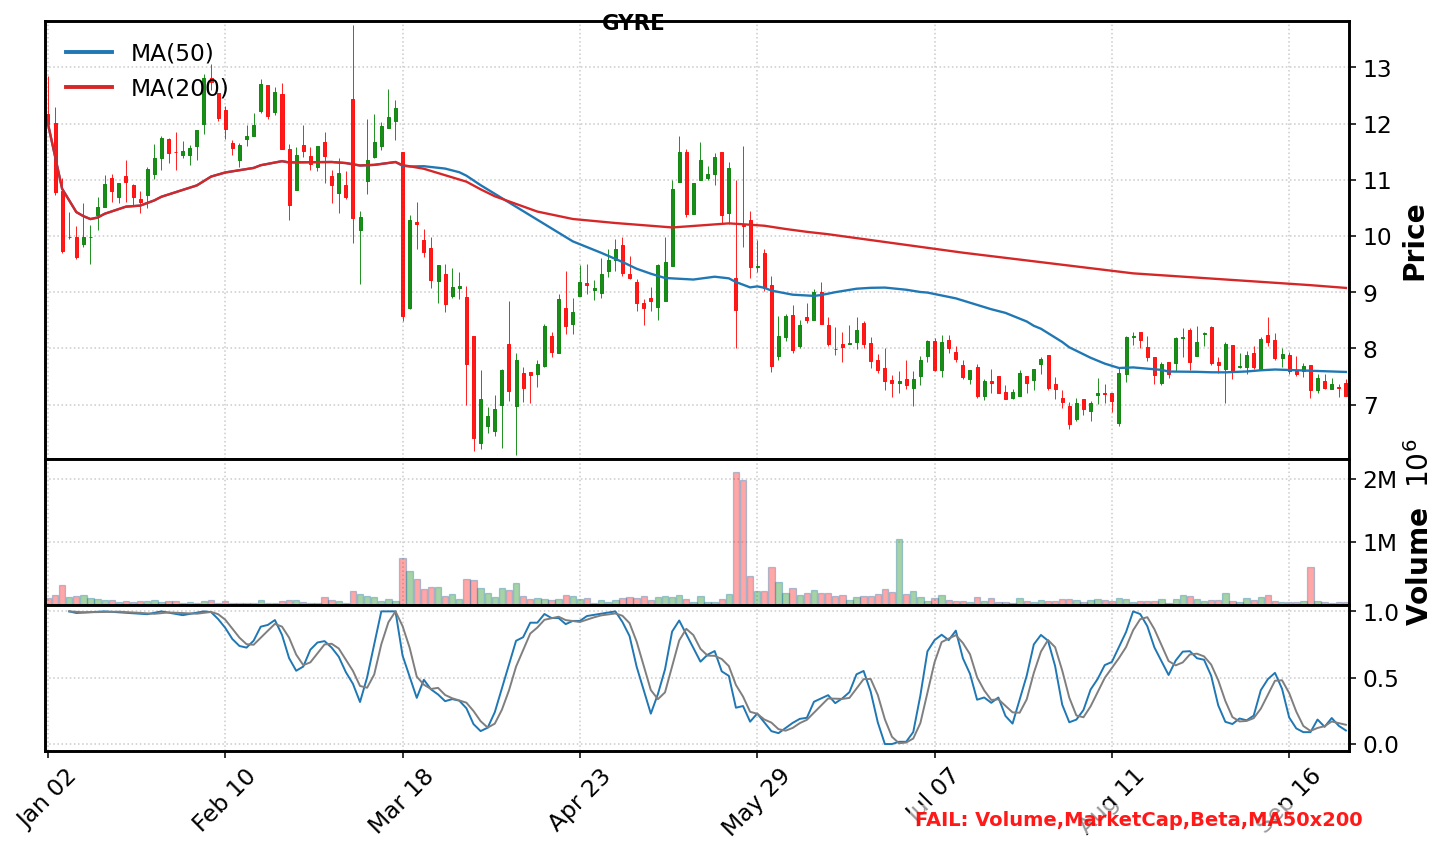 GYRE
MA(50)
MA(200)
13
12
11
10
9
8
7
Price
2M
1M
Volume 10^6
1.0
0.5
0.0
Jan 02
Feb 10
Mar 18
Apr 23
May 29
Jul 07
Aug 11
Sep 16
FAIL: Volume,MarketCap,Beta,MA50x200